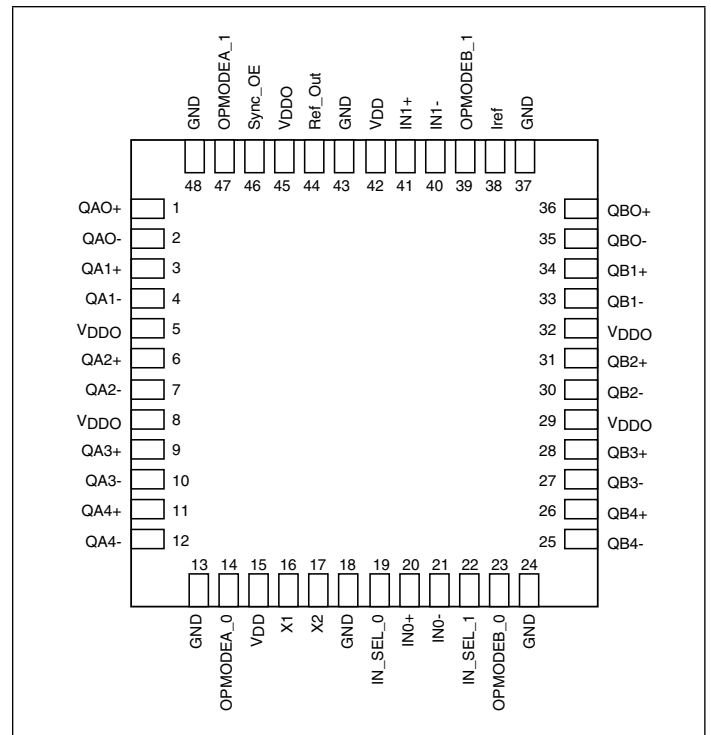 GND OPMODEA_1 Sync_OE VDDO Ref_Out GND VDD IN1+ IN1- OPMODEB_1 Iref GND
48 47 46 45 44 43 42 41 40 39 38 37
QAO+ 1 36 QBO+
QAO- 2 35 QBO-
QA1+ 3 34 QB1+
QA1- 4 33 QB1-
VDDO 5 32 VDDO
QA2+ 6 31 QB2+
QA2- 7 30 QB2-
VDDO 8 29 VDDO
QA3+ 9 28 QB3+
QA3- 10 27 QB3-
QA4+ 11 26 QB4+
QA4- 12 25 QB4-
13 14 15 16 17 18 19 20 21 22 23 24
GND OPMODEA_0 VDD X1 X2 GND IN_SEL_0 IN0+ IN0- IN_SEL_1 OPMODEB_0 GND